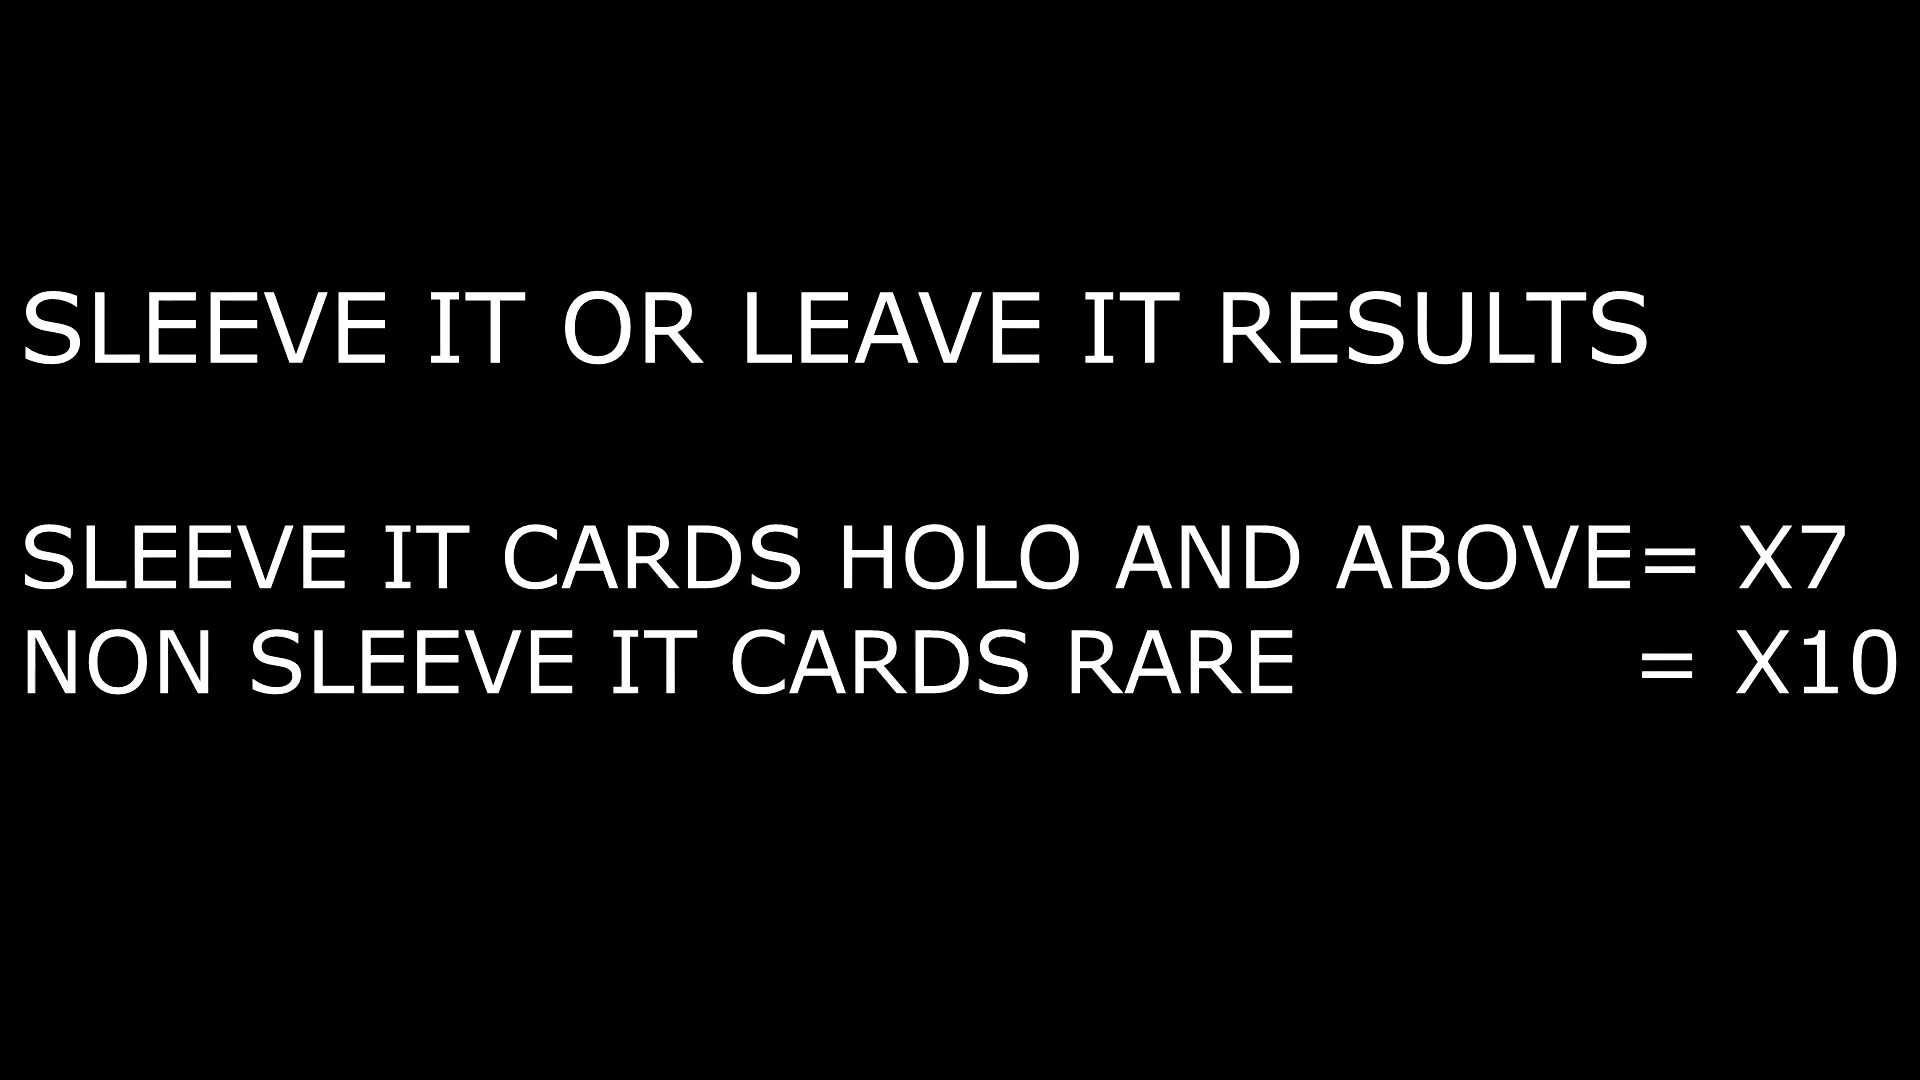 SLEEVE IT OR LEAVE IT RESULTS
SLEEVE IT CARDS HOLO AND ABOVE= X7
NON SLEEVE IT CARDS RARE = X10